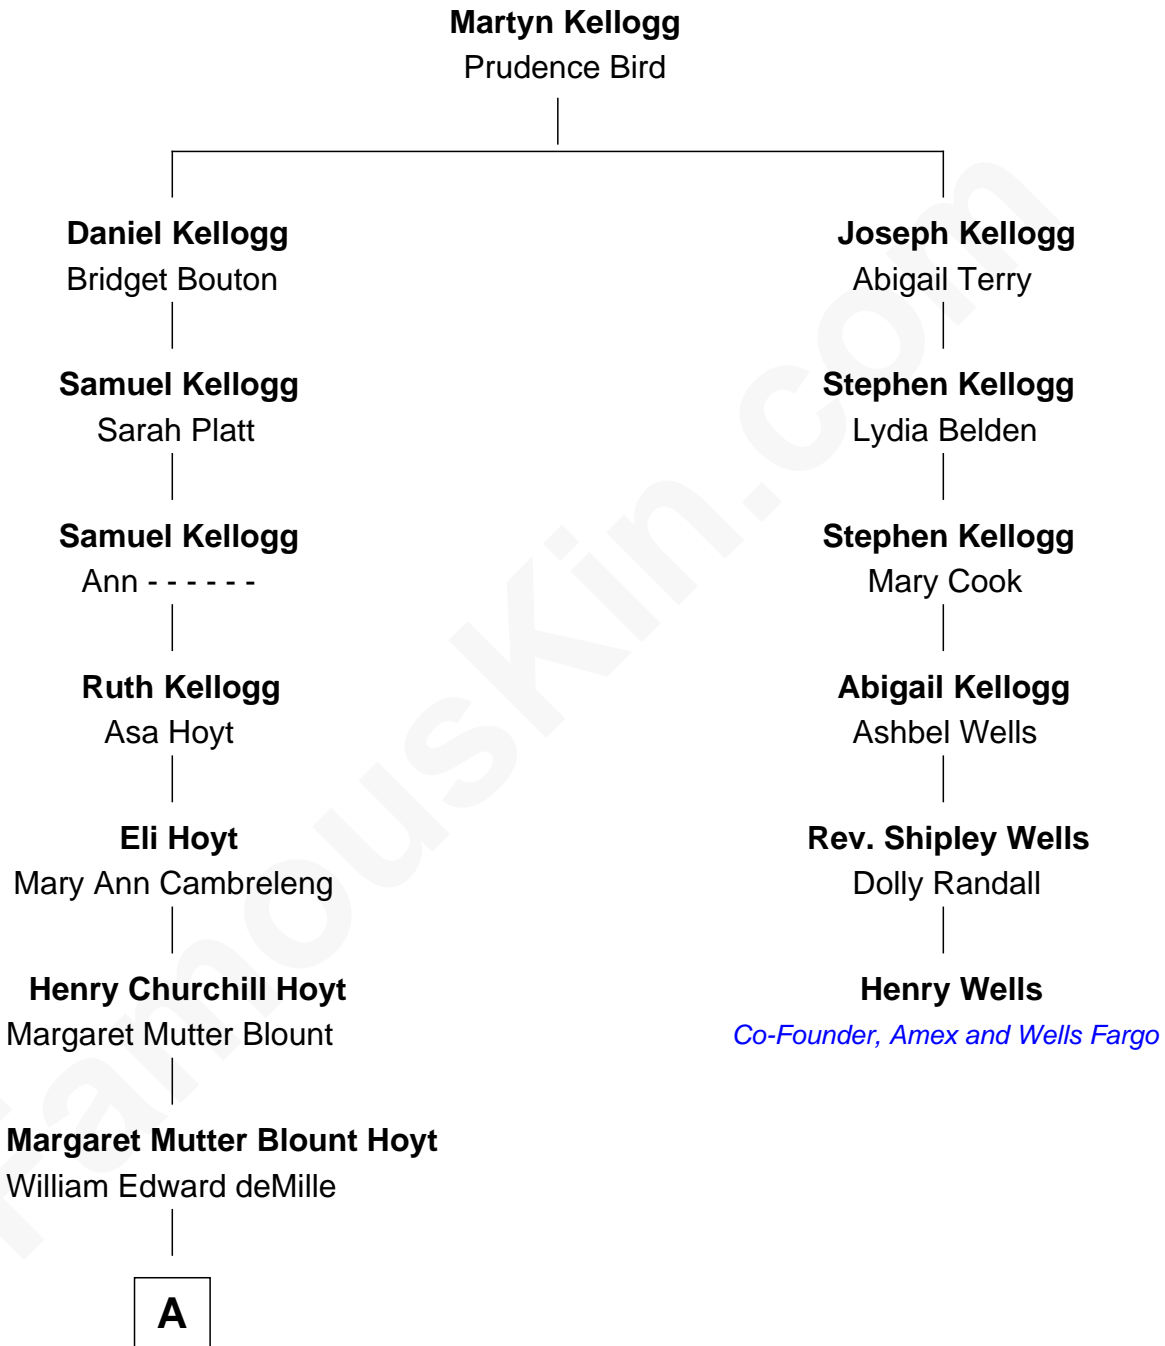 Martyn Kellogg
Prudence Bird
Daniel Kellogg
Bridget Bouton
Joseph Kellogg
Abigail Terry
Samuel Kellogg
Sarah Platt
Stephen Kellogg
Lydia Belden
Samuel Kellogg
Ann - - - - - -
Stephen Kellogg
Mary Cook
Ruth Kellogg
Asa Hoyt
Abigail Kellogg
Ashbel Wells
Eli Hoyt
Mary Ann Cambreleng
Rev. Shipley Wells
Dolly Randall
Henry Churchill Hoyt
Margaret Mutter Blount
Henry Wells
Co-Founder, Amex and Wells Fargo
Margaret Mutter Blount Hoyt
William Edward deMille
A
FamousKin.com